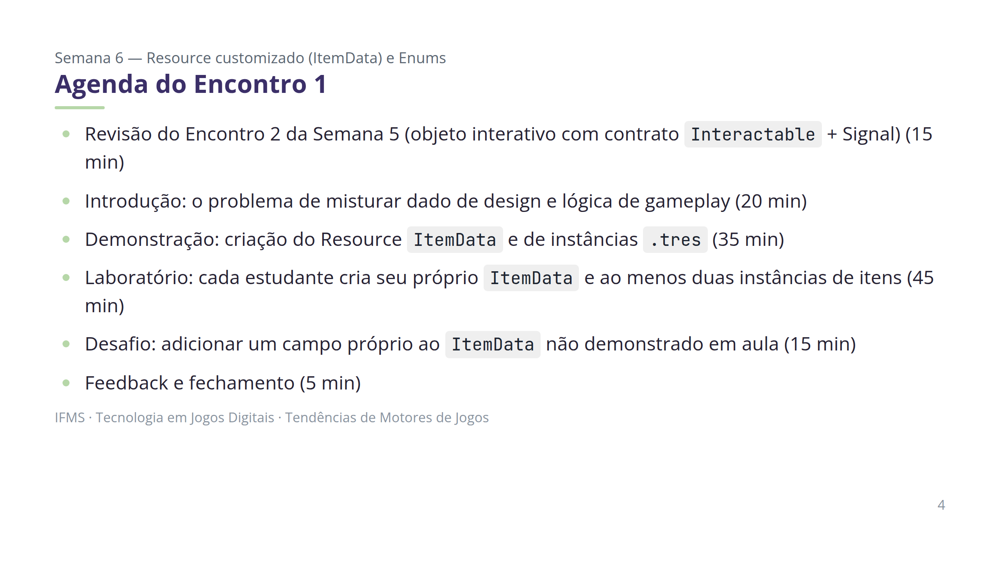 Semana 6 — Resource customizado (ItemData) e Enums
Agenda do Encontro 1
Revisão do Encontro 2 da Semana 5 (objeto interativo com contrato Interactable + Signal) (15
min)
Introdução: o problema de misturar dado de design e lógica de gameplay (20 min)
Demonstração: criação do Resource ItemData e de instâncias .tres (35 min)
Laboratório: cada estudante cria seu próprio ItemData e ao menos duas instâncias de itens (45
min)
Desafio: adicionar um campo próprio ao ItemData não demonstrado em aula (15 min)
Feedback e fechamento (5 min)
IFMS · Tecnologia em Jogos Digitais · Tendências de Motores de Jogos
4